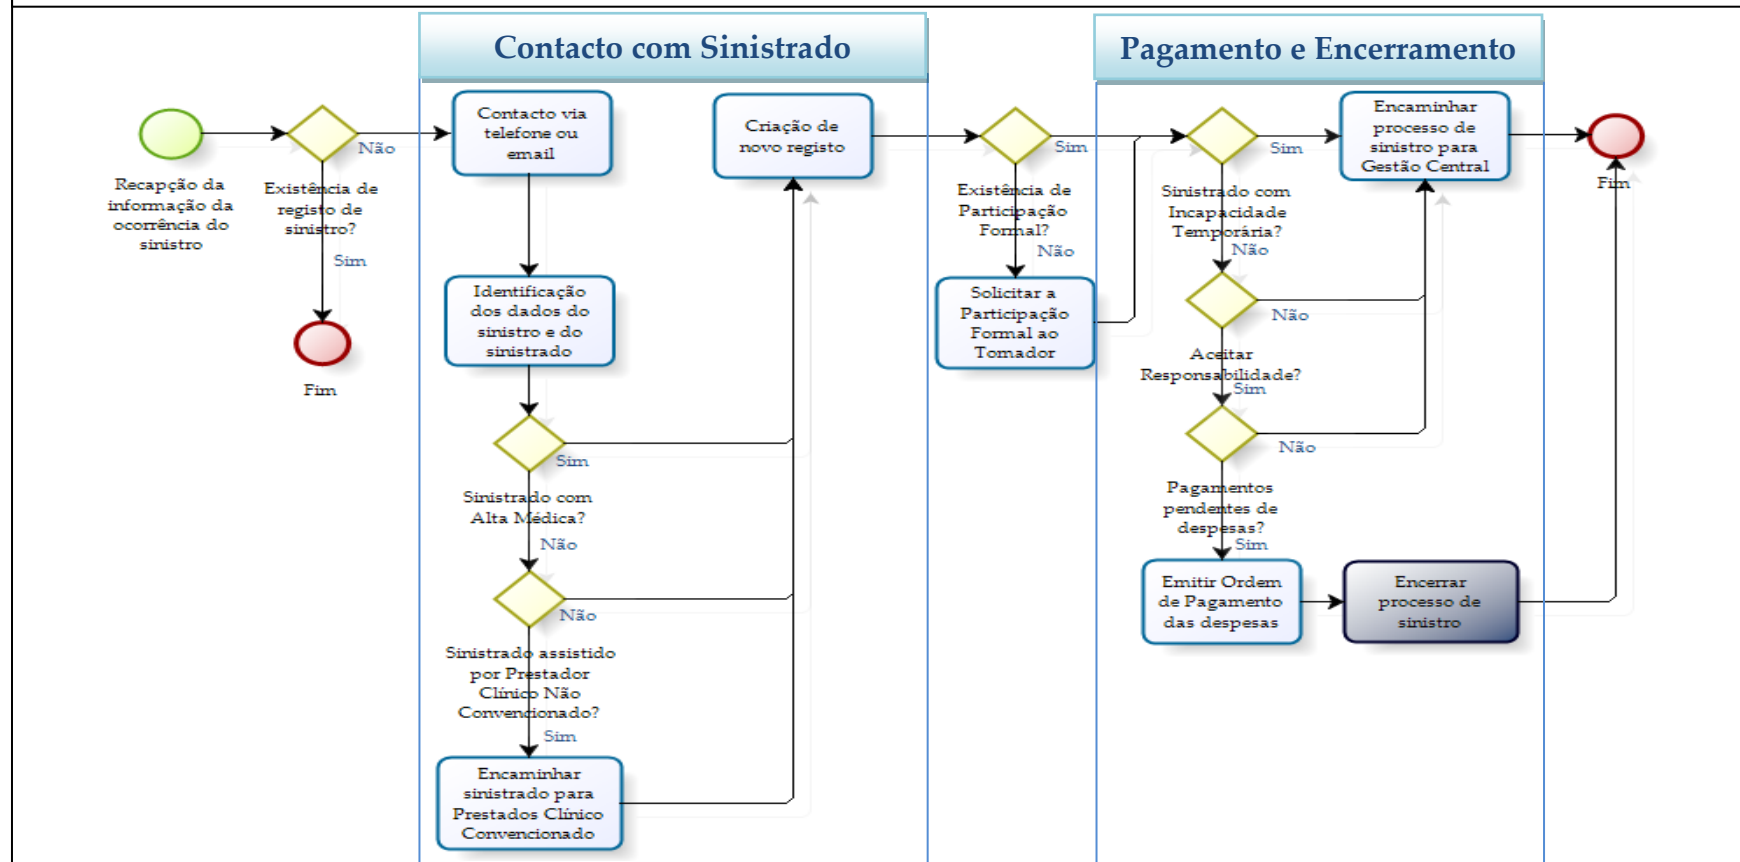 Contacto com Sinistrado
Pagamento e Encerramento
Recapção da
informação da
ocorrência do
sinistro
Existência de
registo de
sinistro?
Não
Sim
Fim
Contacto via
telefone ou
email
Identificação
dos dados do
sinistro e do
sinistrado
Sim
Sinistrado com
Alta Médica?
Não
Não
Sinistrado assistido
por Prestador
Clínico Não
Convencionado?
Sim
Encaminhar
sinistrado para
Prestados Clínico
Convencionado
Criação de
novo registo
Sim
Existência de
Participação
Formal?
Não
Solicitar a
Participação
Formal ao
Tomador
Sim
Sinistrado com
Incapacidade
Temporária?
Não
Não
Aceitar
Responsabilidade?
Sim
Não
Pagamentos
pendentes de
despesas?
Sim
Emitir Ordem
de Pagamento
das despesas
Encerrar
processo de
sinistro
Encaminhar
processo de
sinistro para
Gestão Central
Fim